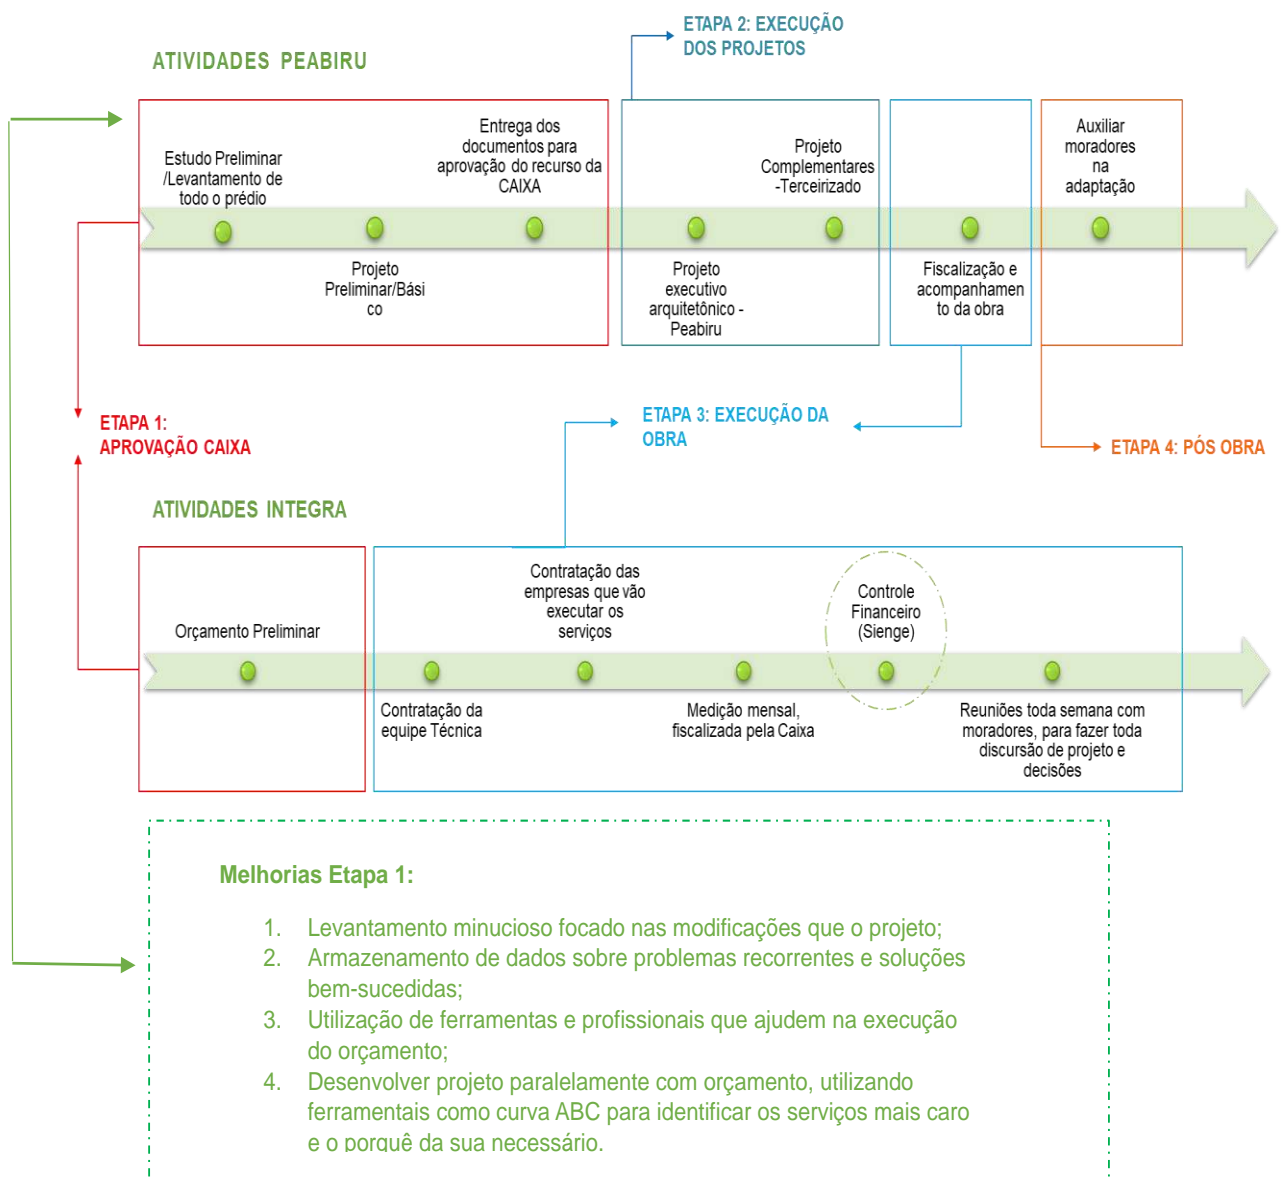 ETAPA 2: EXECUÇÃO
DOS PROJETOS
ATIVIDADES PEABIRU
Estudo Preliminar
/Levantamento de
todo o prédio
Projeto
Preliminar/Bási
co
Entrega dos
documentos para
aprovação do recurso da
CAIXA
Projeto
executivo
arquitetônico -
Peabiru
Projeto
Complementares
-Terceirizado
Fiscalização e
acompanhamen
to da obra
Auxiliar
moradores
na
adaptação
ETAPA 1:
APROVAÇÃO CAIXA
ETAPA 3: EXECUÇÃO DA
OBRA
ETAPA 4: PÓS OBRA
ATIVIDADES INTEGRA
Orçamento Preliminar
Contratação da
equipe Técnica
Contratação das
empresas que vão
executar os
serviços
Medição mensal,
fiscalizada pela Caixa
Controle
Financeiro
(Sienge)
Reuniões toda semana com
moradores, para fazer toda
discursão de projeto e
decisões
Melhorias Etapa 1:
1. Levantamento minucioso focado nas modificações que o projeto;
2. Armazenamento de dados sobre problemas recorrentes e soluções
bem-sucedidas;
3. Utilização de ferramentas e profissionais que ajudem na execução
do orçamento;
4. Desenvolver projeto paralelamente com orçamento, utilizando
ferramentais como curva ABC para identificar os serviços mais caro
e o porquê da sua necessário.